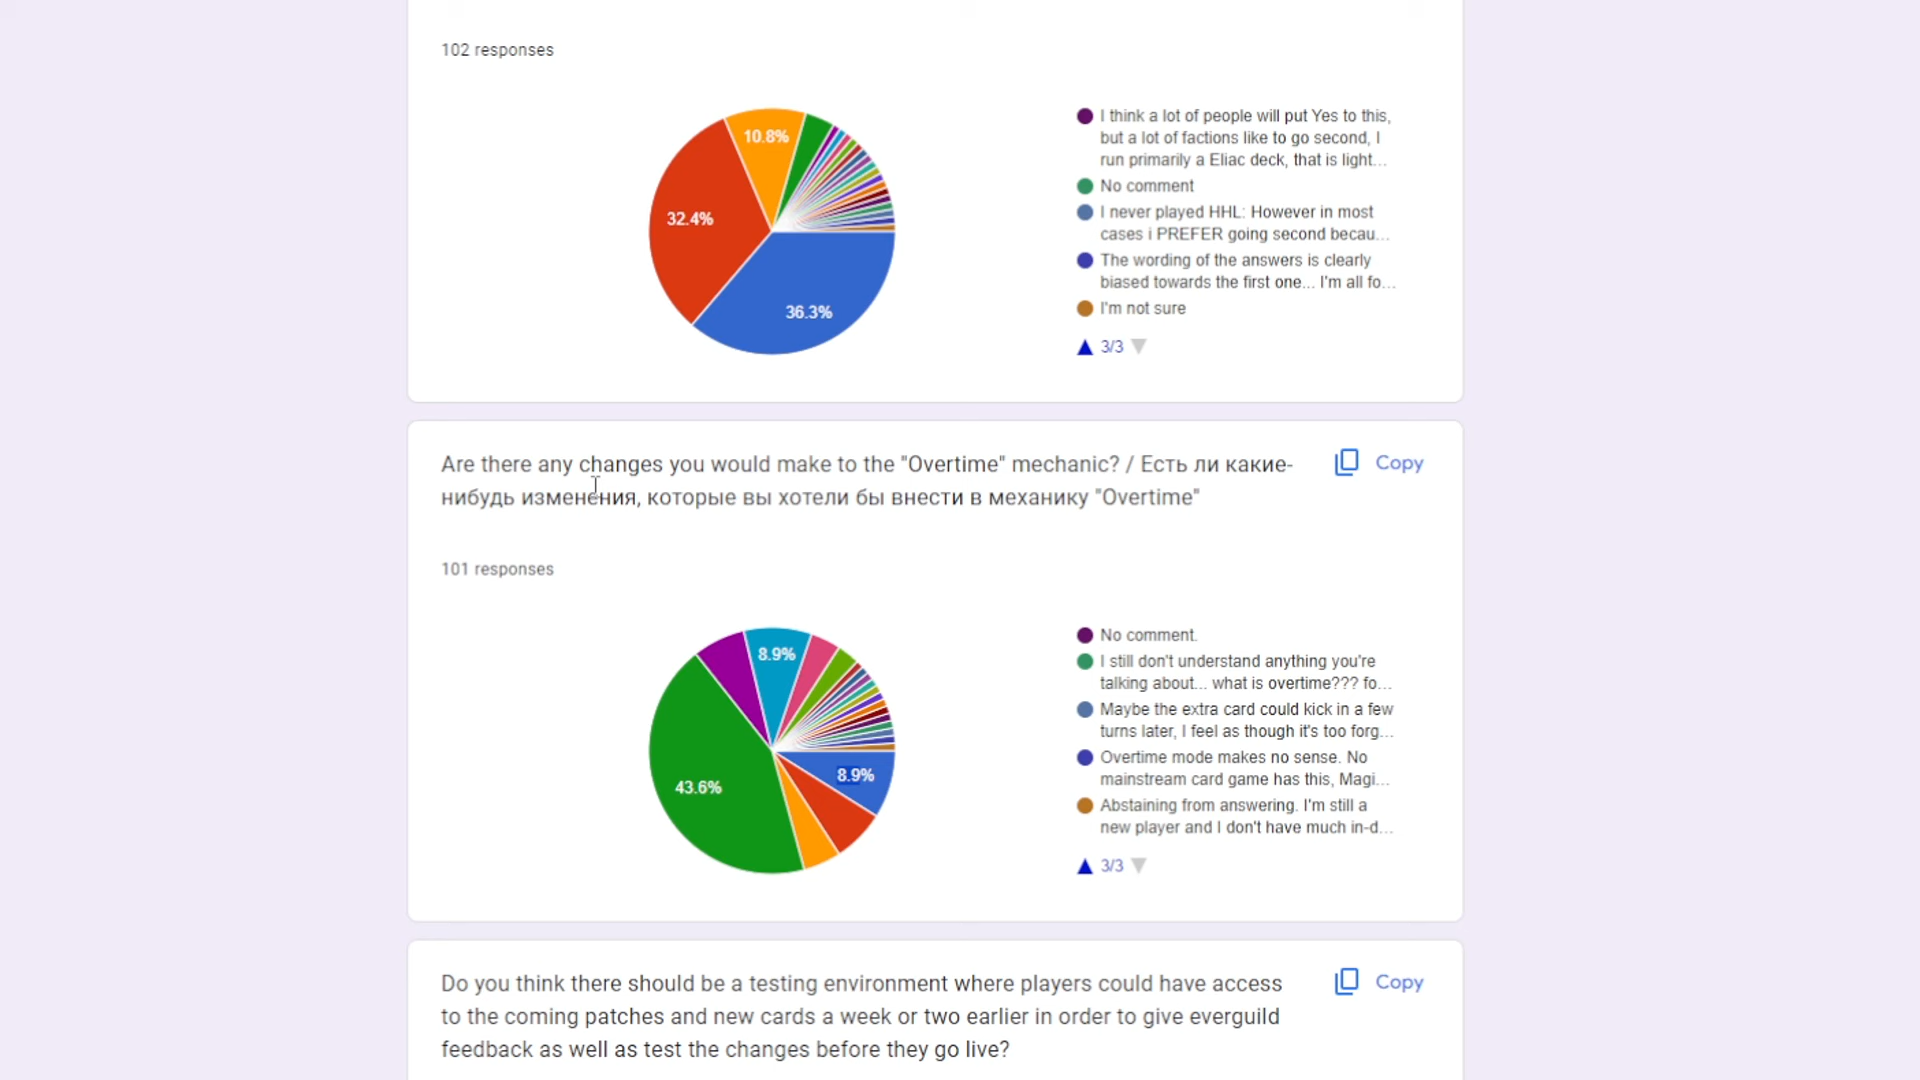 102 responses
10.8%
32.4%
36.3%
I think a lot of people will put Yes to this,
but a lot of factions like to go second, I
run primarily a Eliac deck, that is light...
No comment
I never played HHL: However in most
cases i PREFER going second becau...
The wording of the answers is clearly
biased towards the first one... I'm all fo...
I'm not sure
3/3
Are there any changes you would make to the "Overtime" mechanic? / Есть ли какие-
нибудь изменения, которые вы хотели бы внести в механику "Overtime"
Copy
101 responses
8.9%
8.9%
43.6%
No comment.
I still don't understand anything you're
talking about... what is overtime??? fo...
Maybe the extra card could kick in a few
turns later, I feel as though it's too forg...
Overtime mode makes no sense. No
mainstream card game has this, Magi...
Abstaining from answering. I'm still a
new player and I don't have much in-d...
3/3
Do you think there should be a testing environment where players could have access
to the coming patches and new cards a week or two earlier in order to give everguild
feedback as well as test the changes before they go live?
Copy